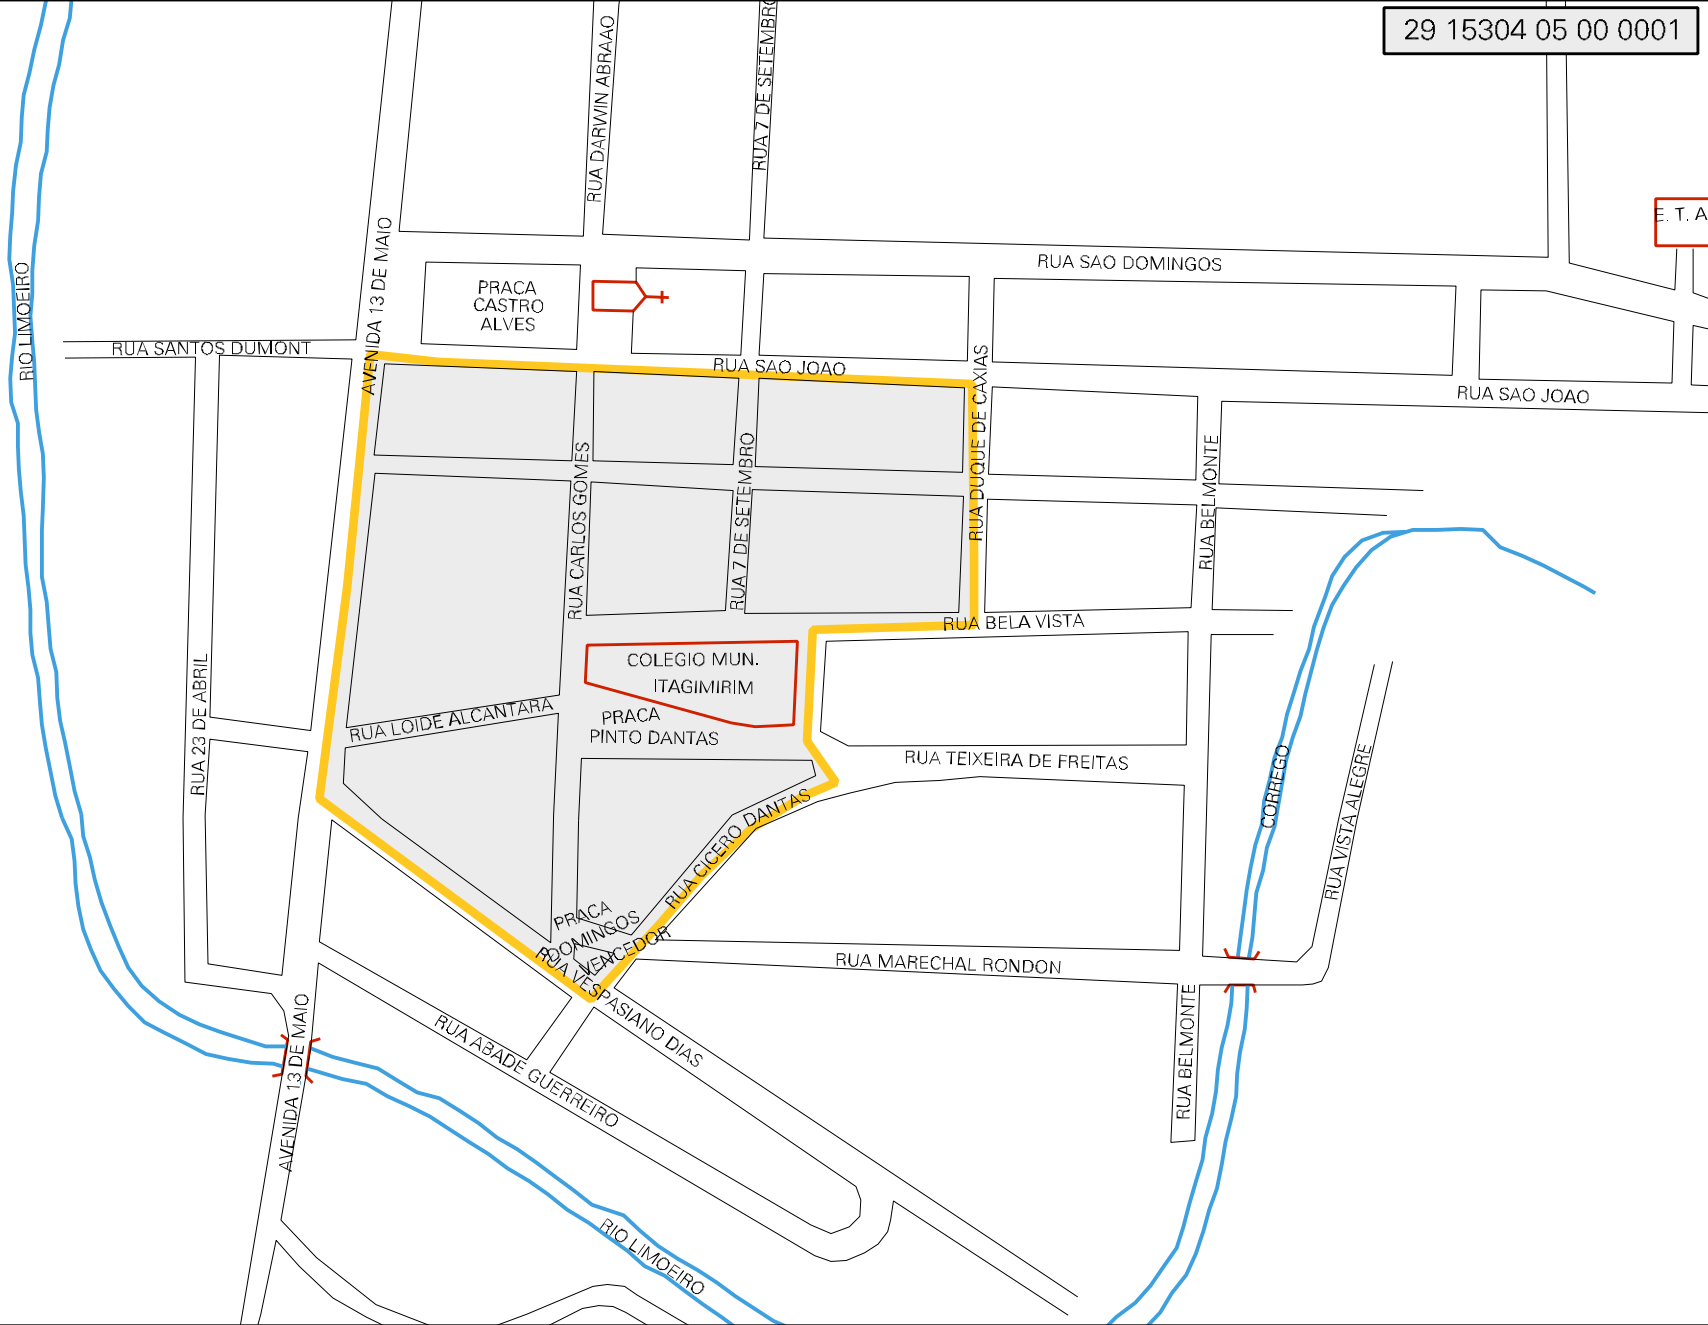 29 15304 05 00 0001
RUA DARWIN ABRAAO
RUA 7 DE SETEMBRO
E. T. A
AVENIDA 13 DE MAIO
RUA SAO DOMINGOS
RIO LIMOEIRO
PRACA
CASTRO
ALVES
RUA SANTOS DUMONT
RUA SAO JOAO
RUA SAO JOAO
RUA DUQUE DE CAXIAS
RUA CARLOS GOMES
RUA 7 DE SETEMBRO
RUA BELMONTE
RUA BELA VISTA
COLEGIO MUN.
ITAGIMIRIM
RUA 23 DE ABRIL
RUA LOIDE ALCANTARA
PRACA
PINTO DANTAS
RUA TEIXEIRA DE FREITAS
CORREGO
RUA VISTA ALEGRE
RUA CICERO DANTAS
PRACA
DOMINGOS
VENCEDOR
RUA VESPASIANO DIAS
RUA MARECHAL RONDON
RUA BELMONTE
AVENIDA 13 DE MAIO
RUA ABADE GUERREIRO
RIO LIMOEIRO